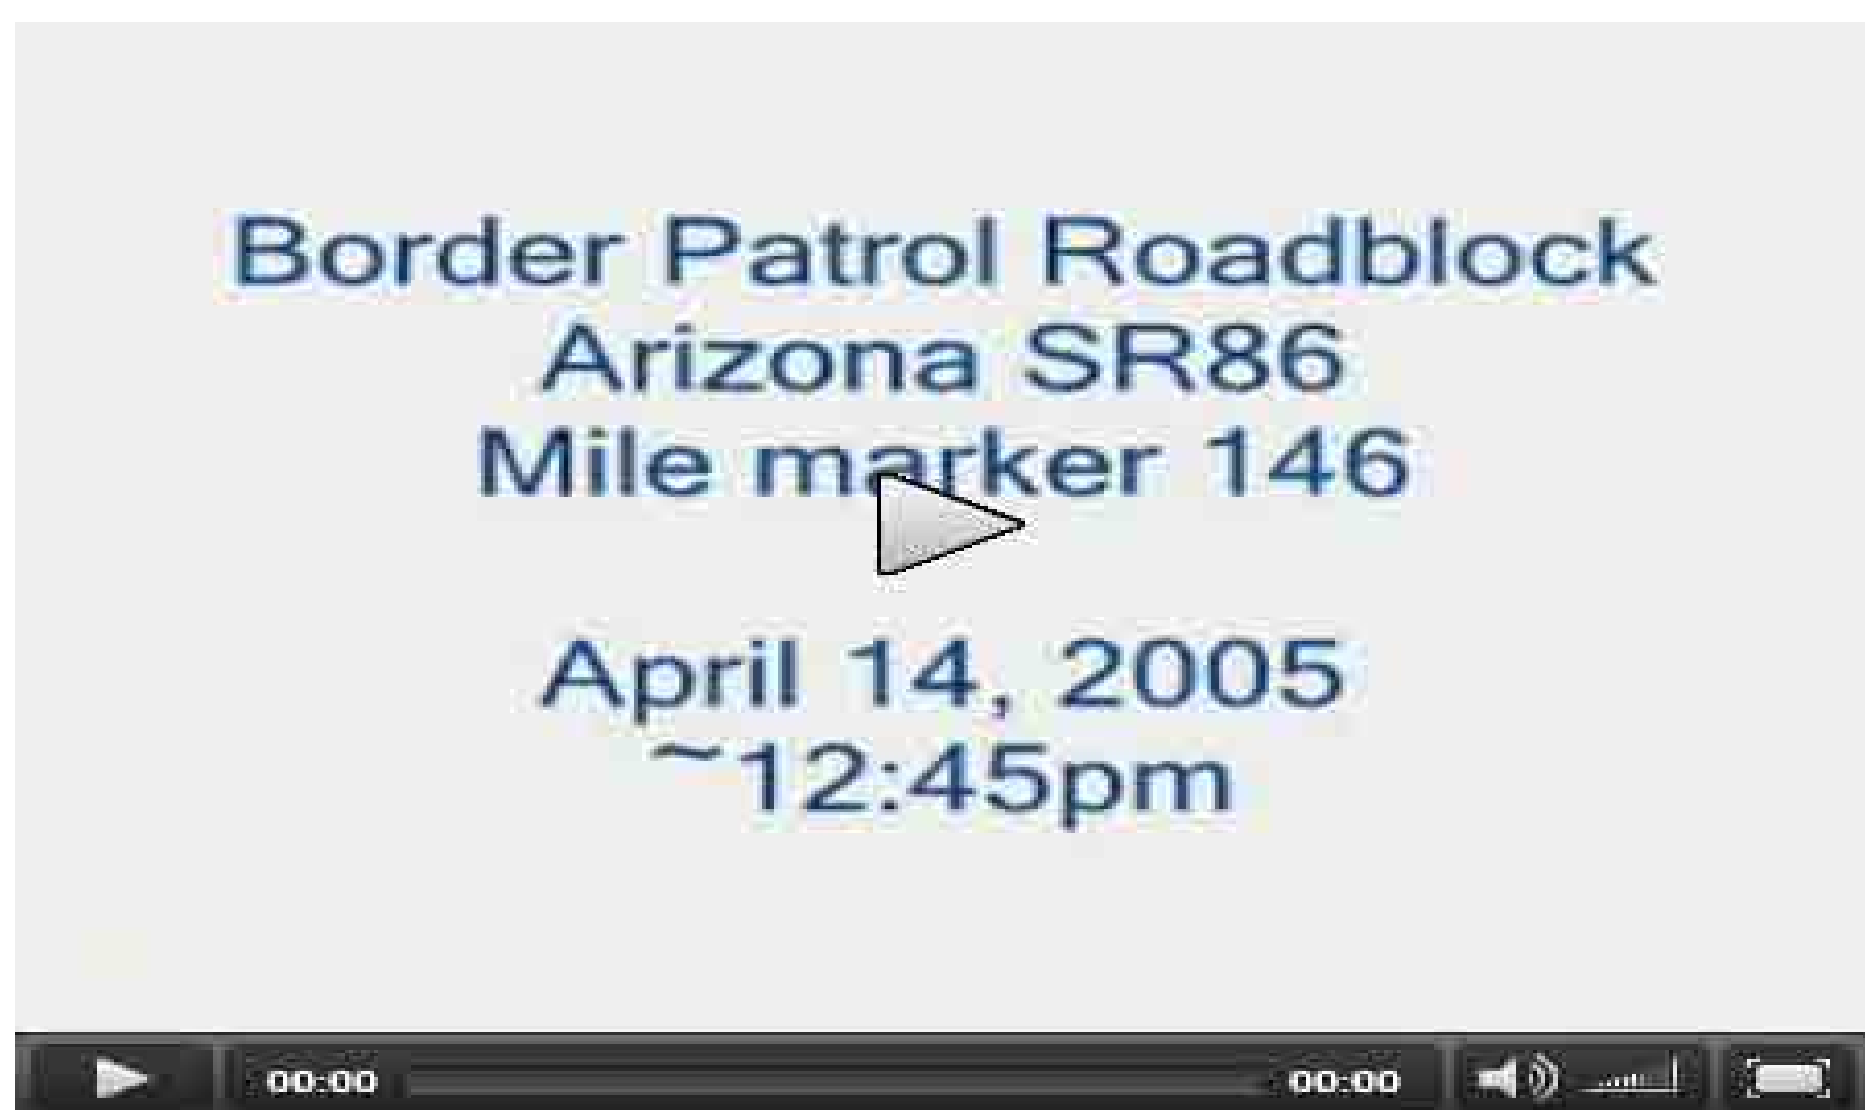 Border Patrol Roadblock
Arizona SR86
Mile marker 146
April 14, 2005
~12:45pm
00:00 00:00